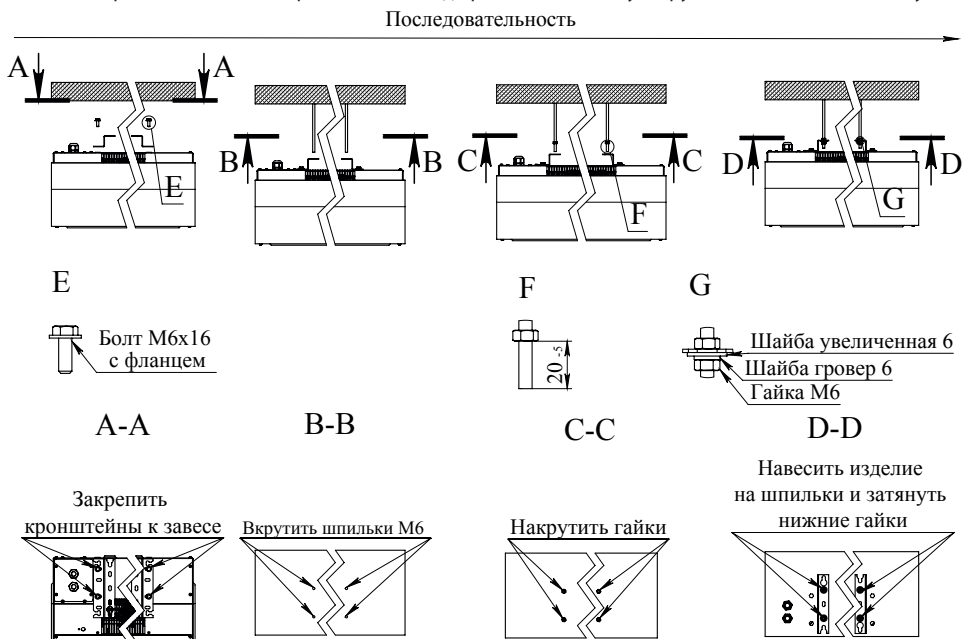 Последовательность
A A
B B
C C
D D
E
F
G
E
F
G
Болт М6х16
с фланцем
20 -5
Шайба увеличенная 6
Шайба гровер 6
Гайка М6
A-A
B-B
C-C
D-D
Закрепить
кронштейны к завесе
Вкрутить шпильки М6
Накрутить гайки
Навесить изделие
на шпильки и затянуть
нижние гайки